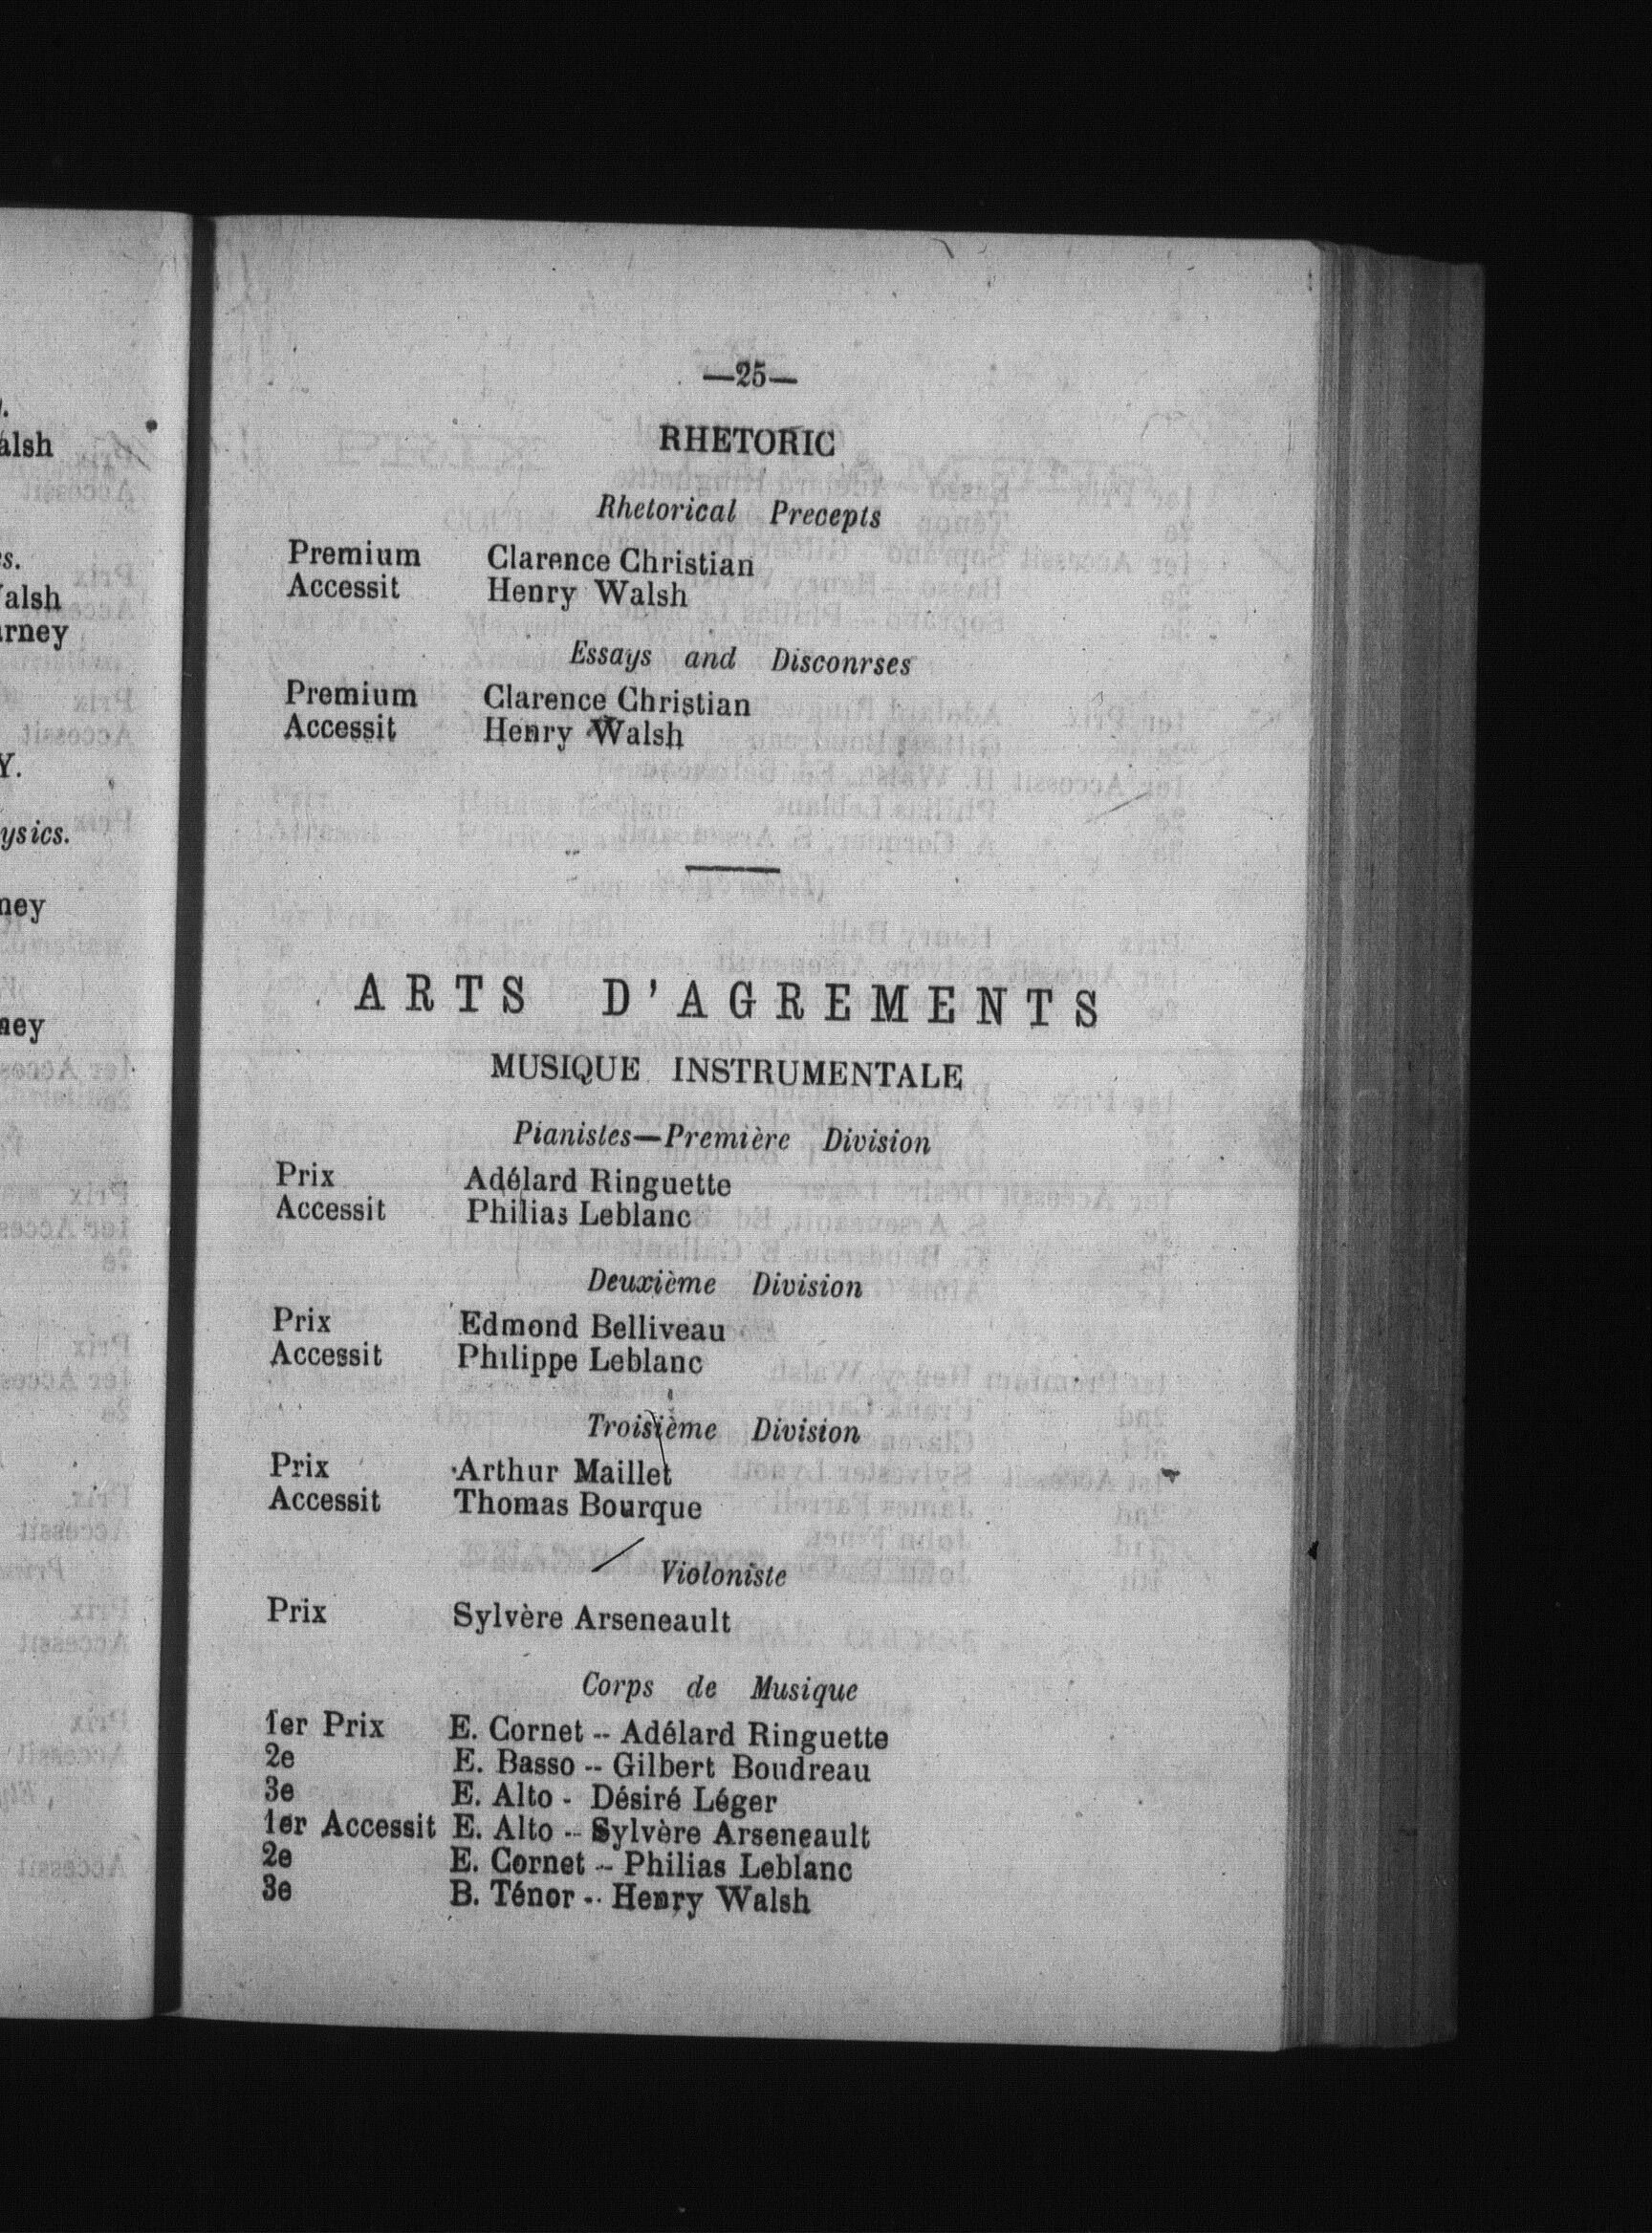 —25—
RHETORIC
Rhetorical Precepts
Premium Clarence Christian
Accessit Henry Walsh
Essays and Disconrses
Premium Clarence Christian
Accessit Henry Walsh
ARTS D'AGREMENTS
MUSIQUE INSTRUMENTALE
Pianistes—Première Division
Prix Adélard Ringuette
Accessit Philias Leblanc
Deuxième Division
Prix Edmond Belliveau
Accessit Philippe Leblanc
Troisième Division
Prix Arthur Maillet
Accessit Thomas Bourque
Violoniste
Prix Sylvère Arseneault
Corps de Musique
1er Prix E. Cornet -- Adélard Ringuette
2e E. Basso -- Gilbert Boudreau
3e E. Alto - Désiré Léger
1er Accessit E. Alto -- Sylvère Arseneault
2e E. Cornet -- Philias Leblanc
3e B. Ténor -- Henry Walsh